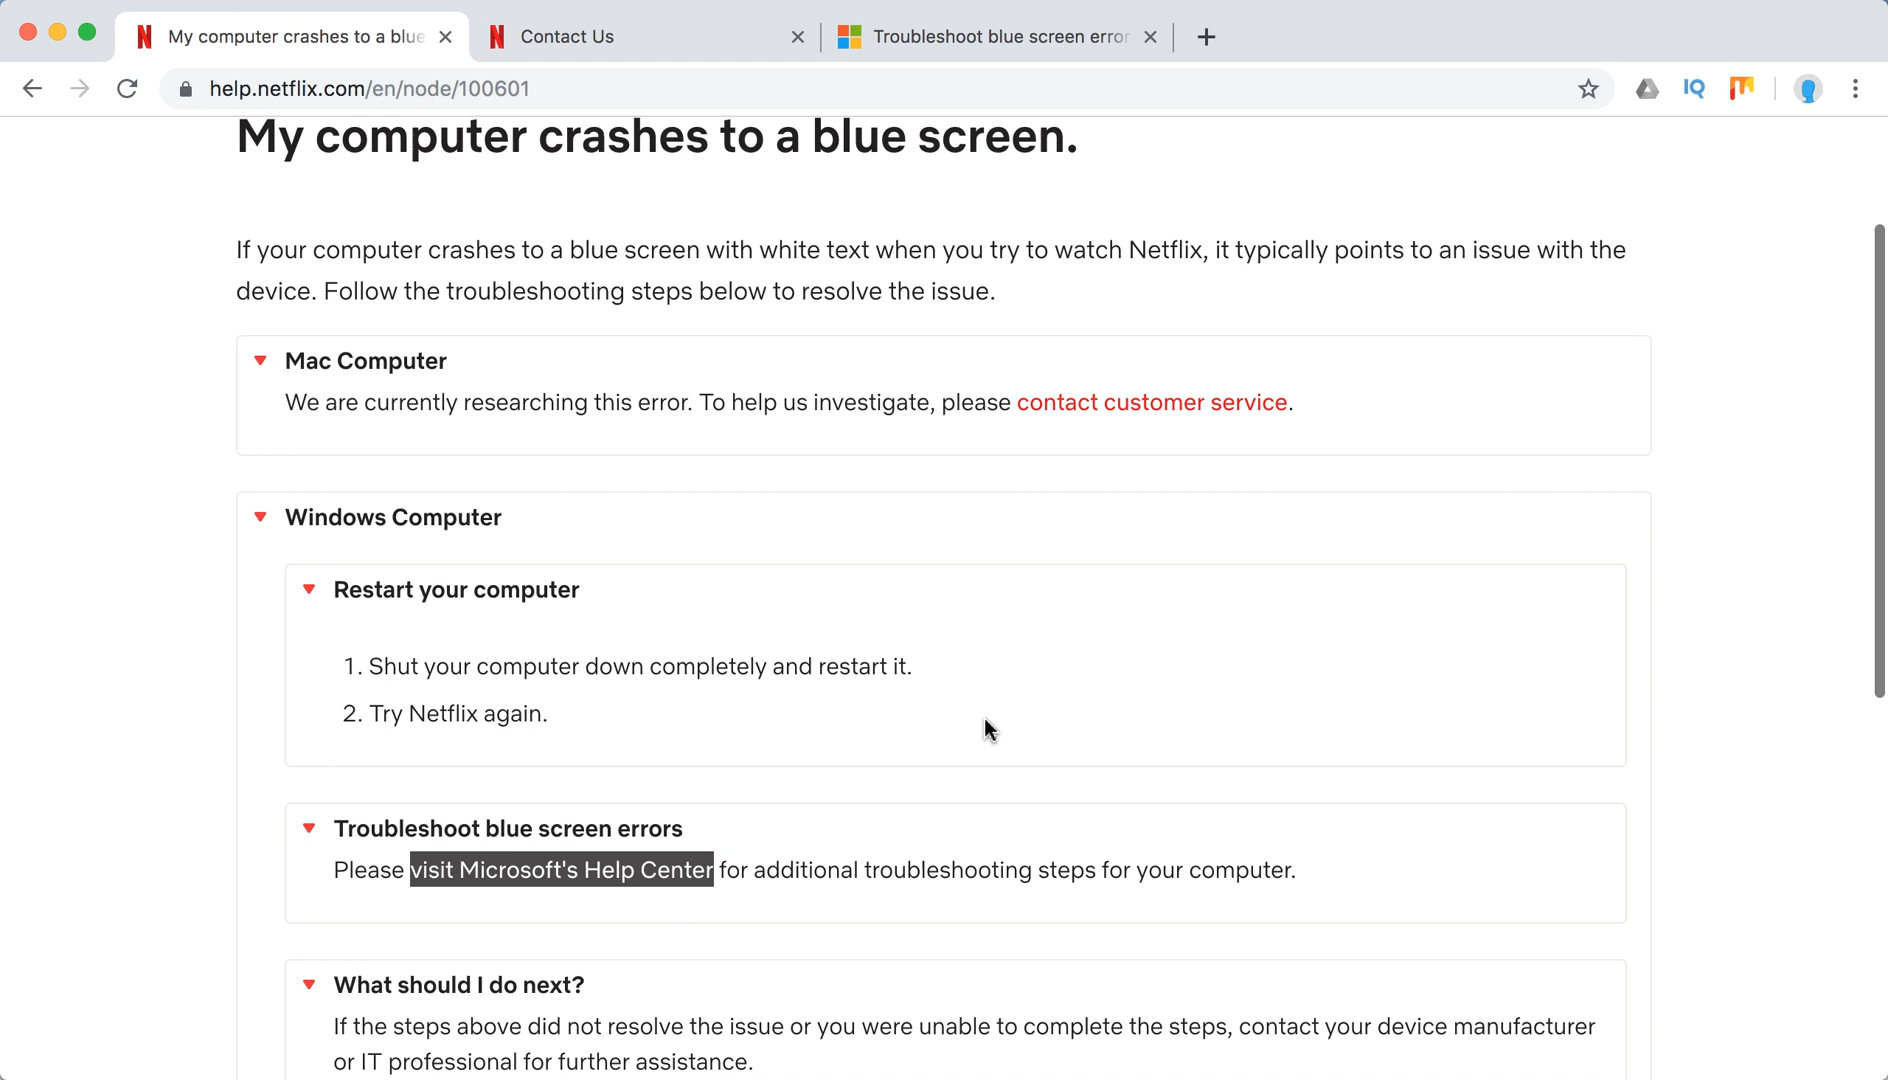 My computer crashes to a blue
Contact Us
Troubleshoot blue screen error
help.netflix.com/en/node/100601
IQ
My computer crashes to a blue screen.
If your computer crashes to a blue screen with white text when you try to watch Netflix, it typically points to an issue with the
device. Follow the troubleshooting steps below to resolve the issue.
Mac Computer
We are currently researching this error. To help us investigate, please contact customer service.
Windows Computer
Restart your computer
1. Shut your computer down completely and restart it.
2. Try Netflix again.
Troubleshoot blue screen errors
Please visit Microsoft's Help Center for additional troubleshooting steps for your computer.
What should I do next?
If the steps above did not resolve the issue or you were unable to complete the steps, contact your device manufacturer
or IT professional for further assistance.